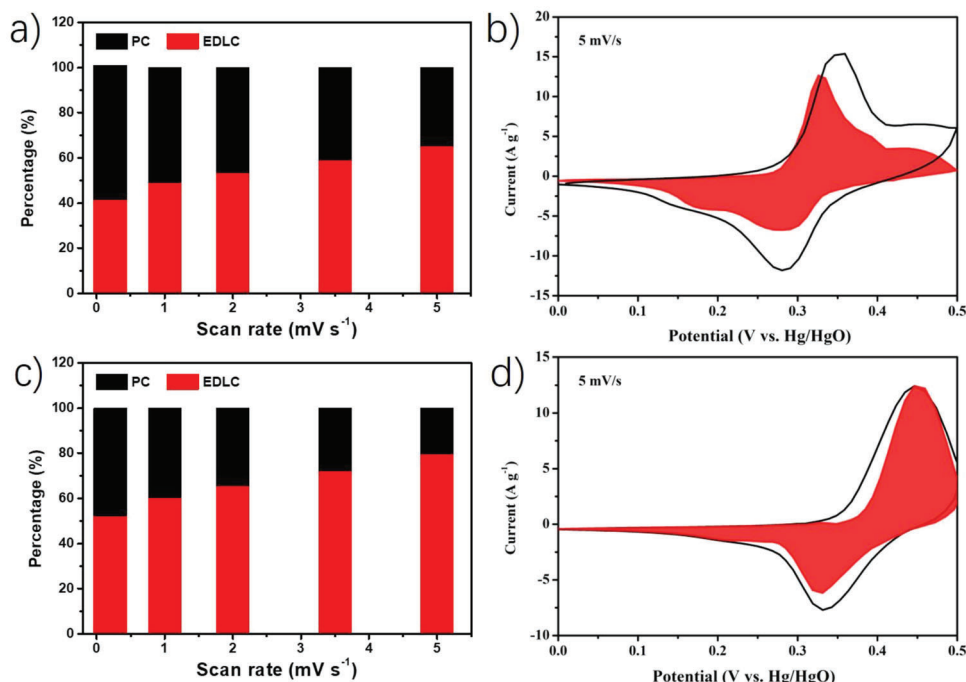 a)
PC EDLC
Percentage (%)
120
100
80
60
40
20
0
0 1 2 3 4 5
Scan rate (mV s⁻¹)
b)
5 mV/s
Current (A g⁻¹)
20
15
10
5
0
-5
-10
-15
0.0 0.1 0.2 0.3 0.4 0.5
Potential (V vs. Hg/HgO)
c)
PC EDLC
Percentage (%)
120
100
80
60
40
20
0
0 1 2 3 4 5
Scan rate (mV s⁻¹)
d)
5 mV/s
Current (A g⁻¹)
15
10
5
0
-5
-10
0.0 0.1 0.2 0.3 0.4 0.5
Potential (V vs. Hg/HgO)